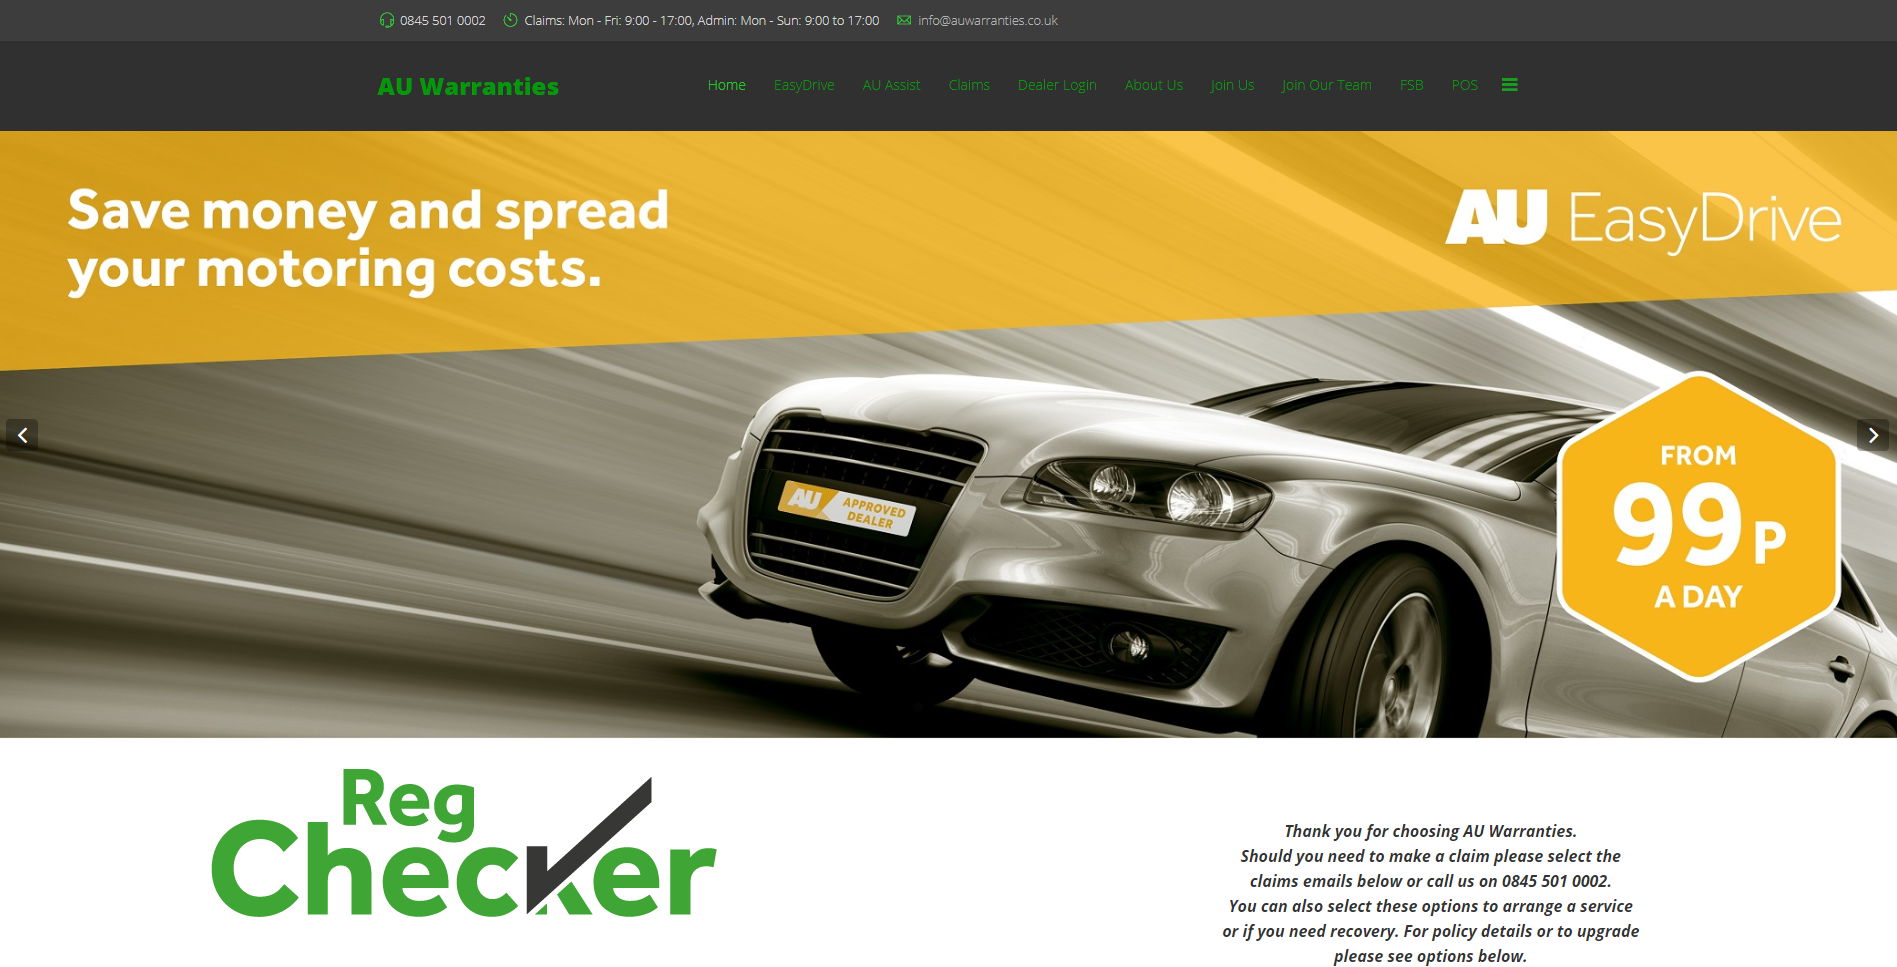 0845 501 0002 Claims: Mon - Fri: 9:00 - 17:00, Admin: Mon - Sun: 9:00 to 17:00 info@auwarranties.co.uk
AU Warranties Home EasyDrive AU Assist Claims Dealer Login About Us Join Us Join Our Team FSB POS
Save money and spread
your motoring costs.
AU EasyDrive
AU APPROVED
DEALER
FROM
99P
A DAY
Reg
Checker
Thank you for choosing AU Warranties.
Should you need to make a claim please select the
claims emails below or call us on 0845 501 0002.
You can also select these options to arrange a service
or if you need recovery. For policy details or to upgrade
please see options below.